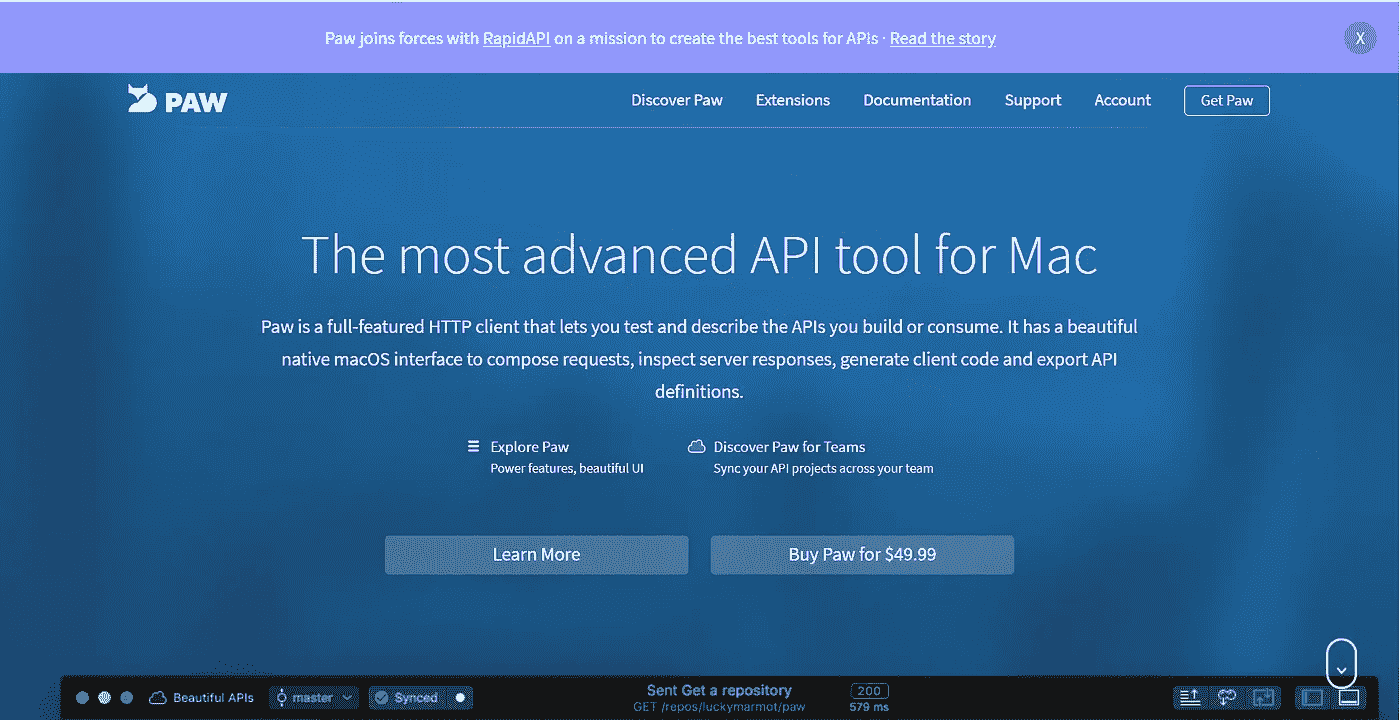 Paw joins forces with RapidAPI on a mission to create the best tools for APIs · Read the story
X
PAW
Discover Paw
Extensions
Documentation
Support
Account
Get Paw
The most advanced API tool for Mac
Paw is a full-featured HTTP client that lets you test and describe the APIs you build or consume. It has a beautiful
native macOS interface to compose requests, inspect server responses, generate client code and export API
definitions.
Explore Paw
Power features, beautiful UI
Discover Paw for Teams
Sync your API projects across your team
Learn More
Buy Paw for $49.99
Beautiful APIs
master
Synced
Sent Get a repository
GET /repos/luckymarmot/paw
200
579 ms